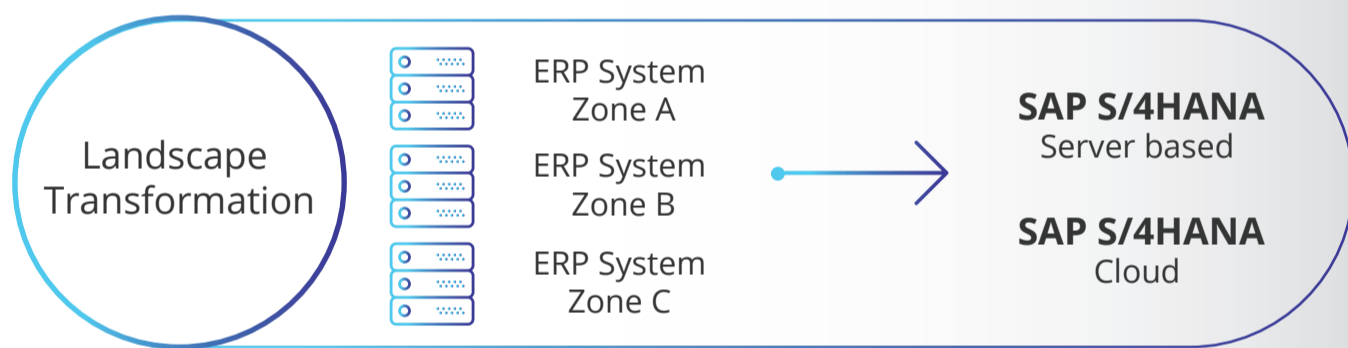 Landscape
Transformation
ERP System
Zone A
ERP System
Zone B
ERP System
Zone C
SAP S/4HANA
Server based
SAP S/4HANA
Cloud